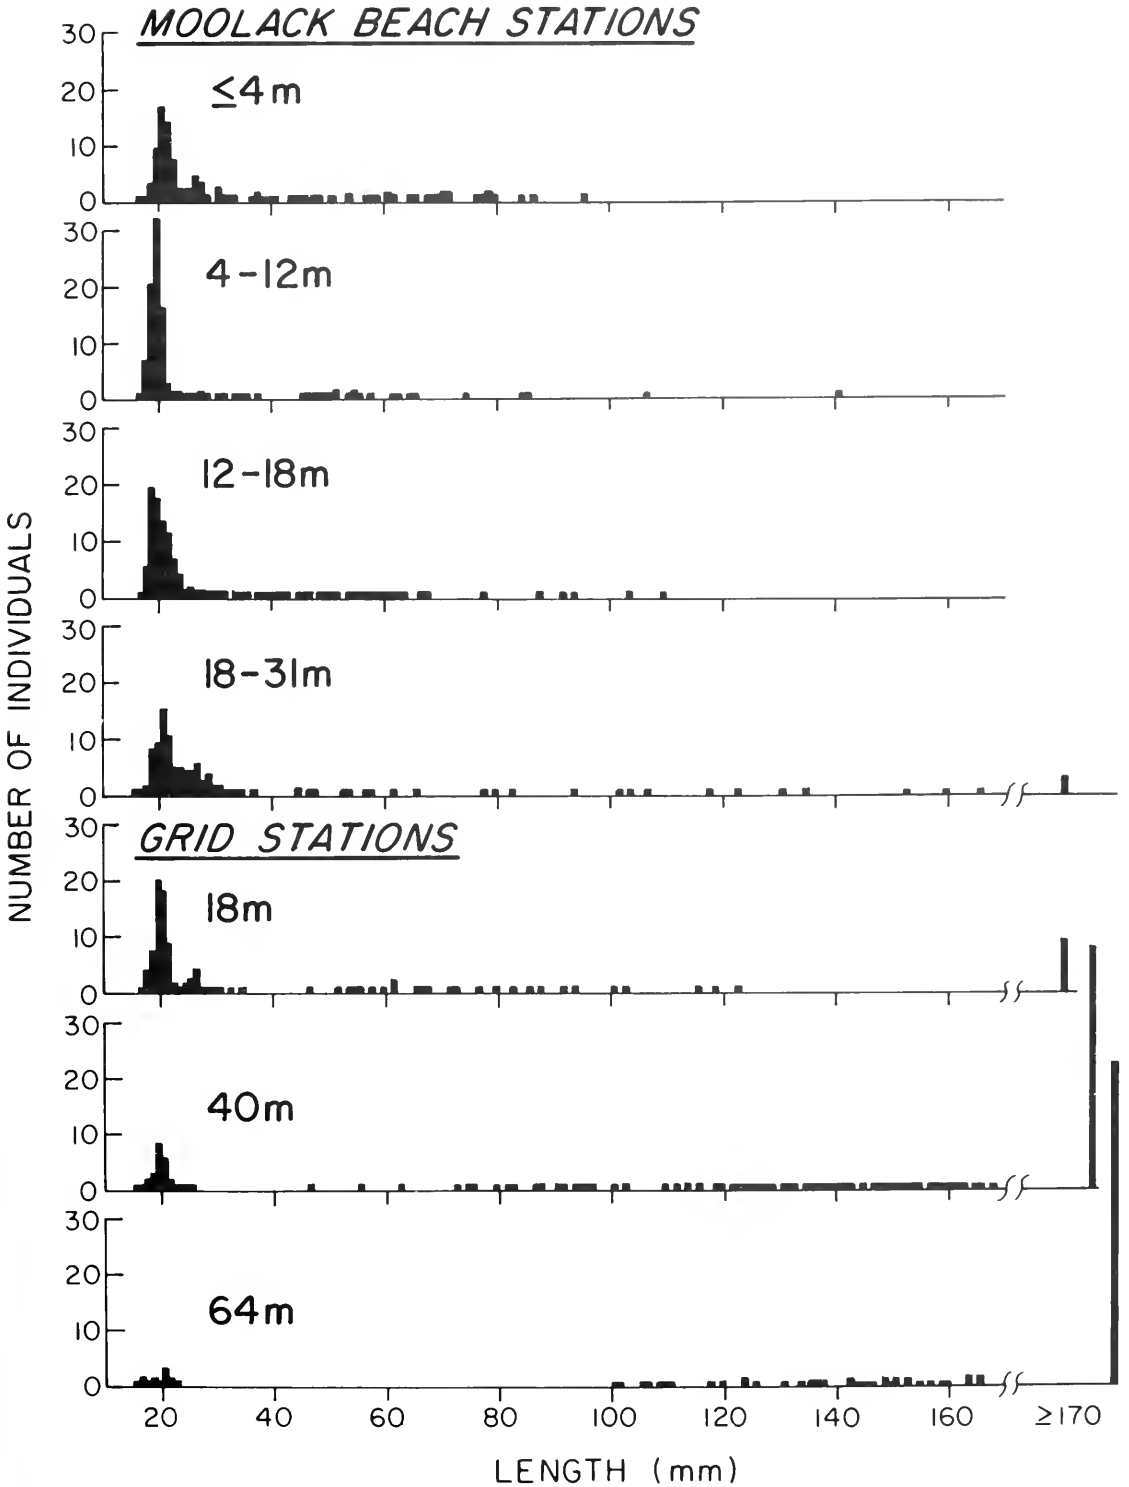 MOOLACK BEACH STATIONS
30
20
10
0
≤4m
30
20
10
0
4-12m
30
20
10
0
12-18m
30
20
10
0
18-31m
GRID STATIONS
30
20
10
0
18m
30
20
10
0
40m
30
20
10
0
64m
20 40 60 80 100 120 140 160 ≥170
LENGTH (mm)
NUMBER OF INDIVIDUALS